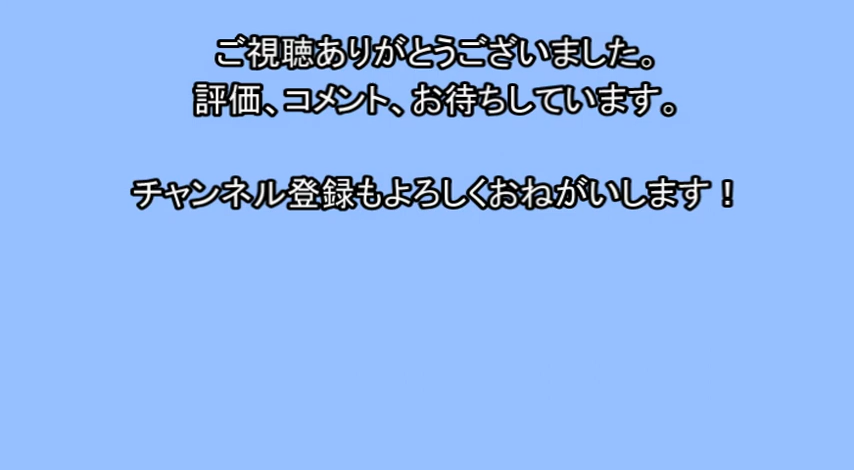 ご視聴ありがとうございました。
評価、コメント、お待ちしています。
チャンネル登録もよろしくおねがいします！